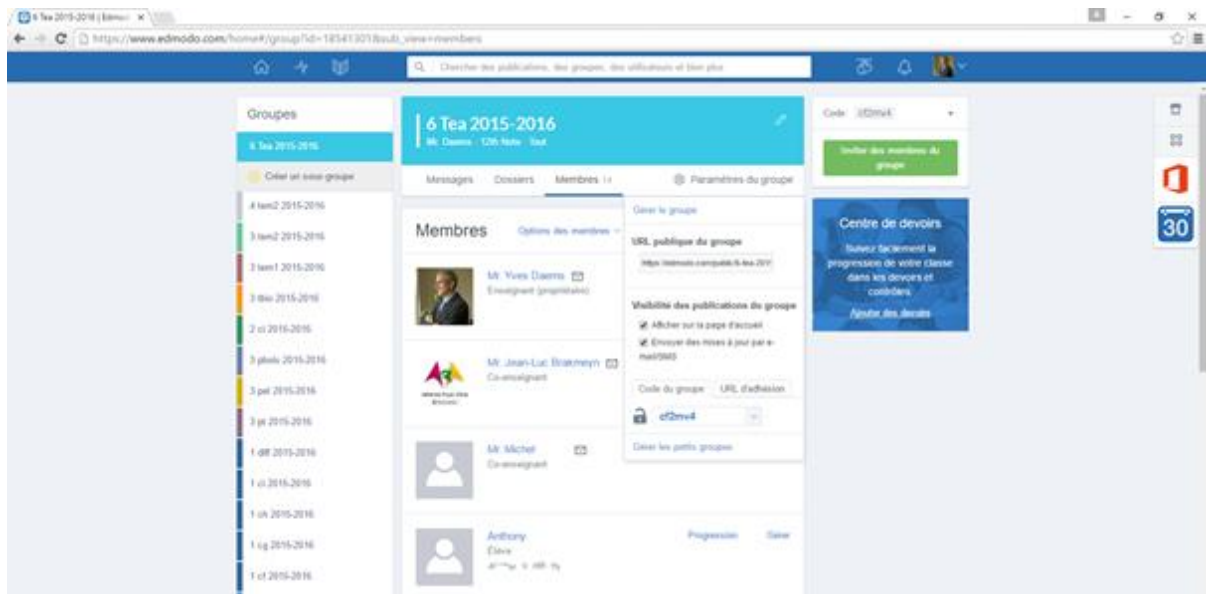 6 Tea 2015-2016 | Edmodo
https://www.edmodo.com/home#/group?id=18541301&sub_view=members
Chercher des publications, des groupes, des utilisateurs et bien plus
Groupes
6 Tea 2015-2016
Créer un sous-groupe
4 tem2 2015-2016
3 tem2 2015-2016
3 tem1 2015-2016
3 tbio 2015-2016
2 ci 2015-2016
3 photo 2015-2016
3 pel 2015-2016
3 pi 2015-2016
1 diff 2015-2016
1 ci 2015-2016
1 ch 2015-2016
1 cg 2015-2016
1 cf 2015-2016
6 Tea 2015-2016
Mr. Daems 12th Note Tout
Messages Dossiers Membres Paramètres du groupe
Membres Options des membres
Mr. Yves Daems
Enseignant (propriétaire)
Mr. Jean-Luc
Co-enseignant
Mr. Michel
Co-enseignant
Anthony Progression Gérer
Élève
Gérer le groupe
URL publique du groupe
https://edmodo.com/public/6-tea-201
Visibilité des publications du groupe
Afficher sur la page d'accueil
Envoyer des mises à jour par e-
mail/SMS
Code du groupe URL d'adhésion
cf2mv4
Gérer les petits groupes
Code cf2mv4
Inviter des membres du
groupe
Centre de devoirs
Suivez facilement la
progression de votre classe
dans les devoirs et
contrôles.
Ajouter des devoirs
30